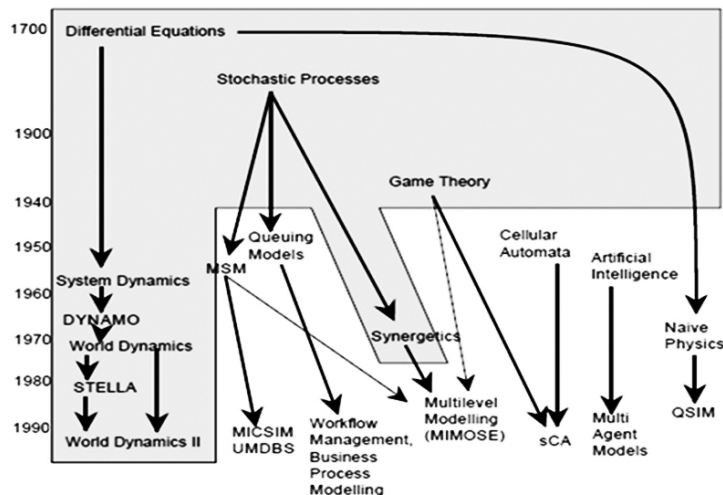 1700
Differential Equations
Stochastic Processes
1900
Game Theory
1940
Queuing
Models
Cellular
Automata
1950
MSM
Artificial
Intelligence
System Dynamics
1960
DYNAMO
Naive
Physics
Synergetics
1970
World Dynamics
1980
STELLA
QSIM
Multilevel
Modelling
(MIMOSE)
1990
World Dynamics II
MICSIM
UMDBS
Workflow
Management,
Business
Process
Modelling
sCA
Multi
Agent
Models